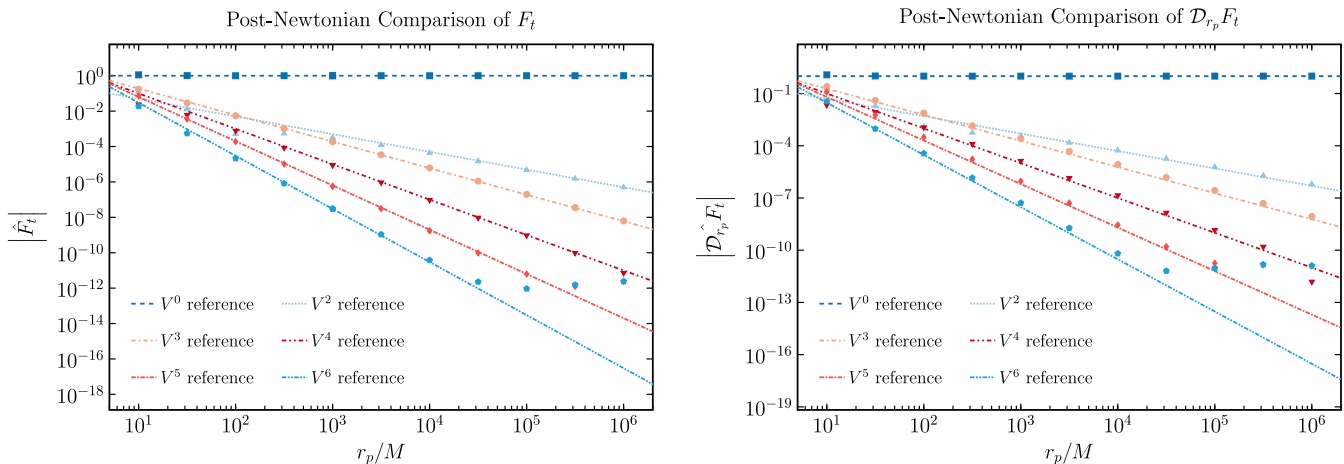 Post-Newtonian Comparison of $F_t$
$10^0$
$10^{-2}$
$10^{-4}$
$10^{-6}$
$10^{-8}$
$10^{-10}$
$10^{-12}$
$10^{-14}$
$10^{-16}$
$10^{-18}$
$|\hat{F}_t|$
$V^0$ reference
$V^2$ reference
$V^3$ reference
$V^4$ reference
$V^5$ reference
$V^6$ reference
$10^1$ $10^2$ $10^3$ $10^4$ $10^5$ $10^6$
$r_p/M$
Post-Newtonian Comparison of $\mathcal{D}_{r_p} F_t$
$10^{-1}$
$10^{-4}$
$10^{-7}$
$10^{-10}$
$10^{-13}$
$10^{-16}$
$10^{-19}$
$|\hat{\mathcal{D}_{r_p} F_t}|$
$V^0$ reference
$V^2$ reference
$V^3$ reference
$V^4$ reference
$V^5$ reference
$V^6$ reference
$10^1$ $10^2$ $10^3$ $10^4$ $10^5$ $10^6$
$r_p/M$